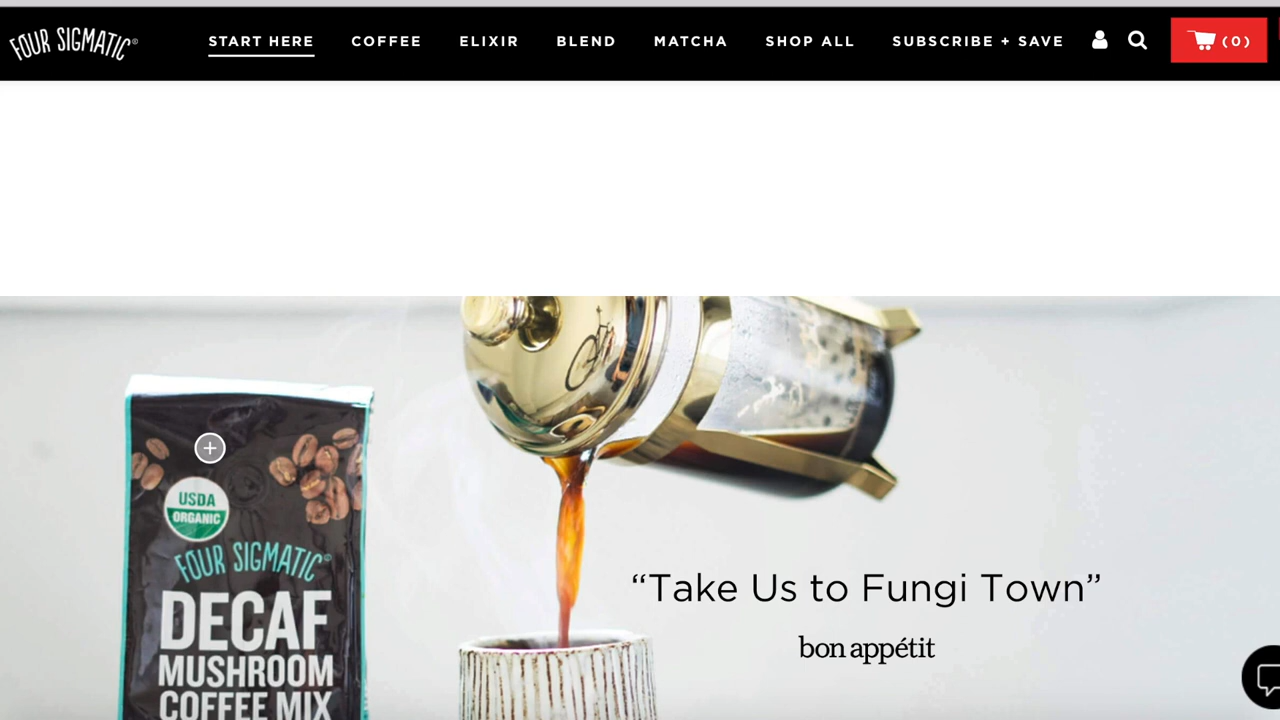 FOUR SIGMATIC®
START HERE
COFFEE
ELIXIR
BLEND
MATCHA
SHOP ALL
SUBSCRIBE + SAVE
(0)
USDA
ORGANIC
FOUR SIGMATIC®
DECAF
MUSHROOM
COFFEE MIX
“Take Us to Fungi Town”
bon appétit